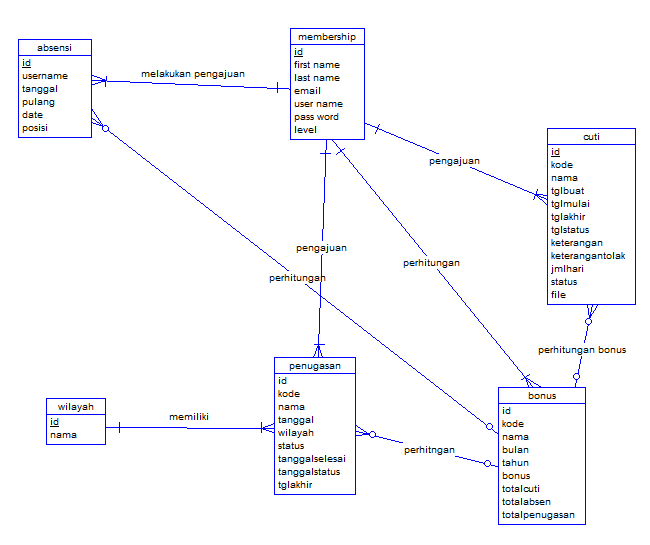 membership
id
first name
last name
email
user name
pass word
level
absensi
id
username
tanggal
pulang
date
posisi
melakukan pengajuan
cuti
id
kode
nama
tglbuat
tglmulai
tglakhir
tglstatus
keterangan
keterangantolak
jmlhari
status
file
pengajuan
pengajuan
perhitungan
perhitungan
perhitungan bonus
penugasan
id
kode
nama
tanggal
wilayah
status
tanggalselesai
tanggalstatus
tglakhir
wilayah
id
nama
memiliki
perhitngan
bonus
id
kode
nama
bulan
tahun
bonus
totalcuti
totalabsen
totalpenugasan